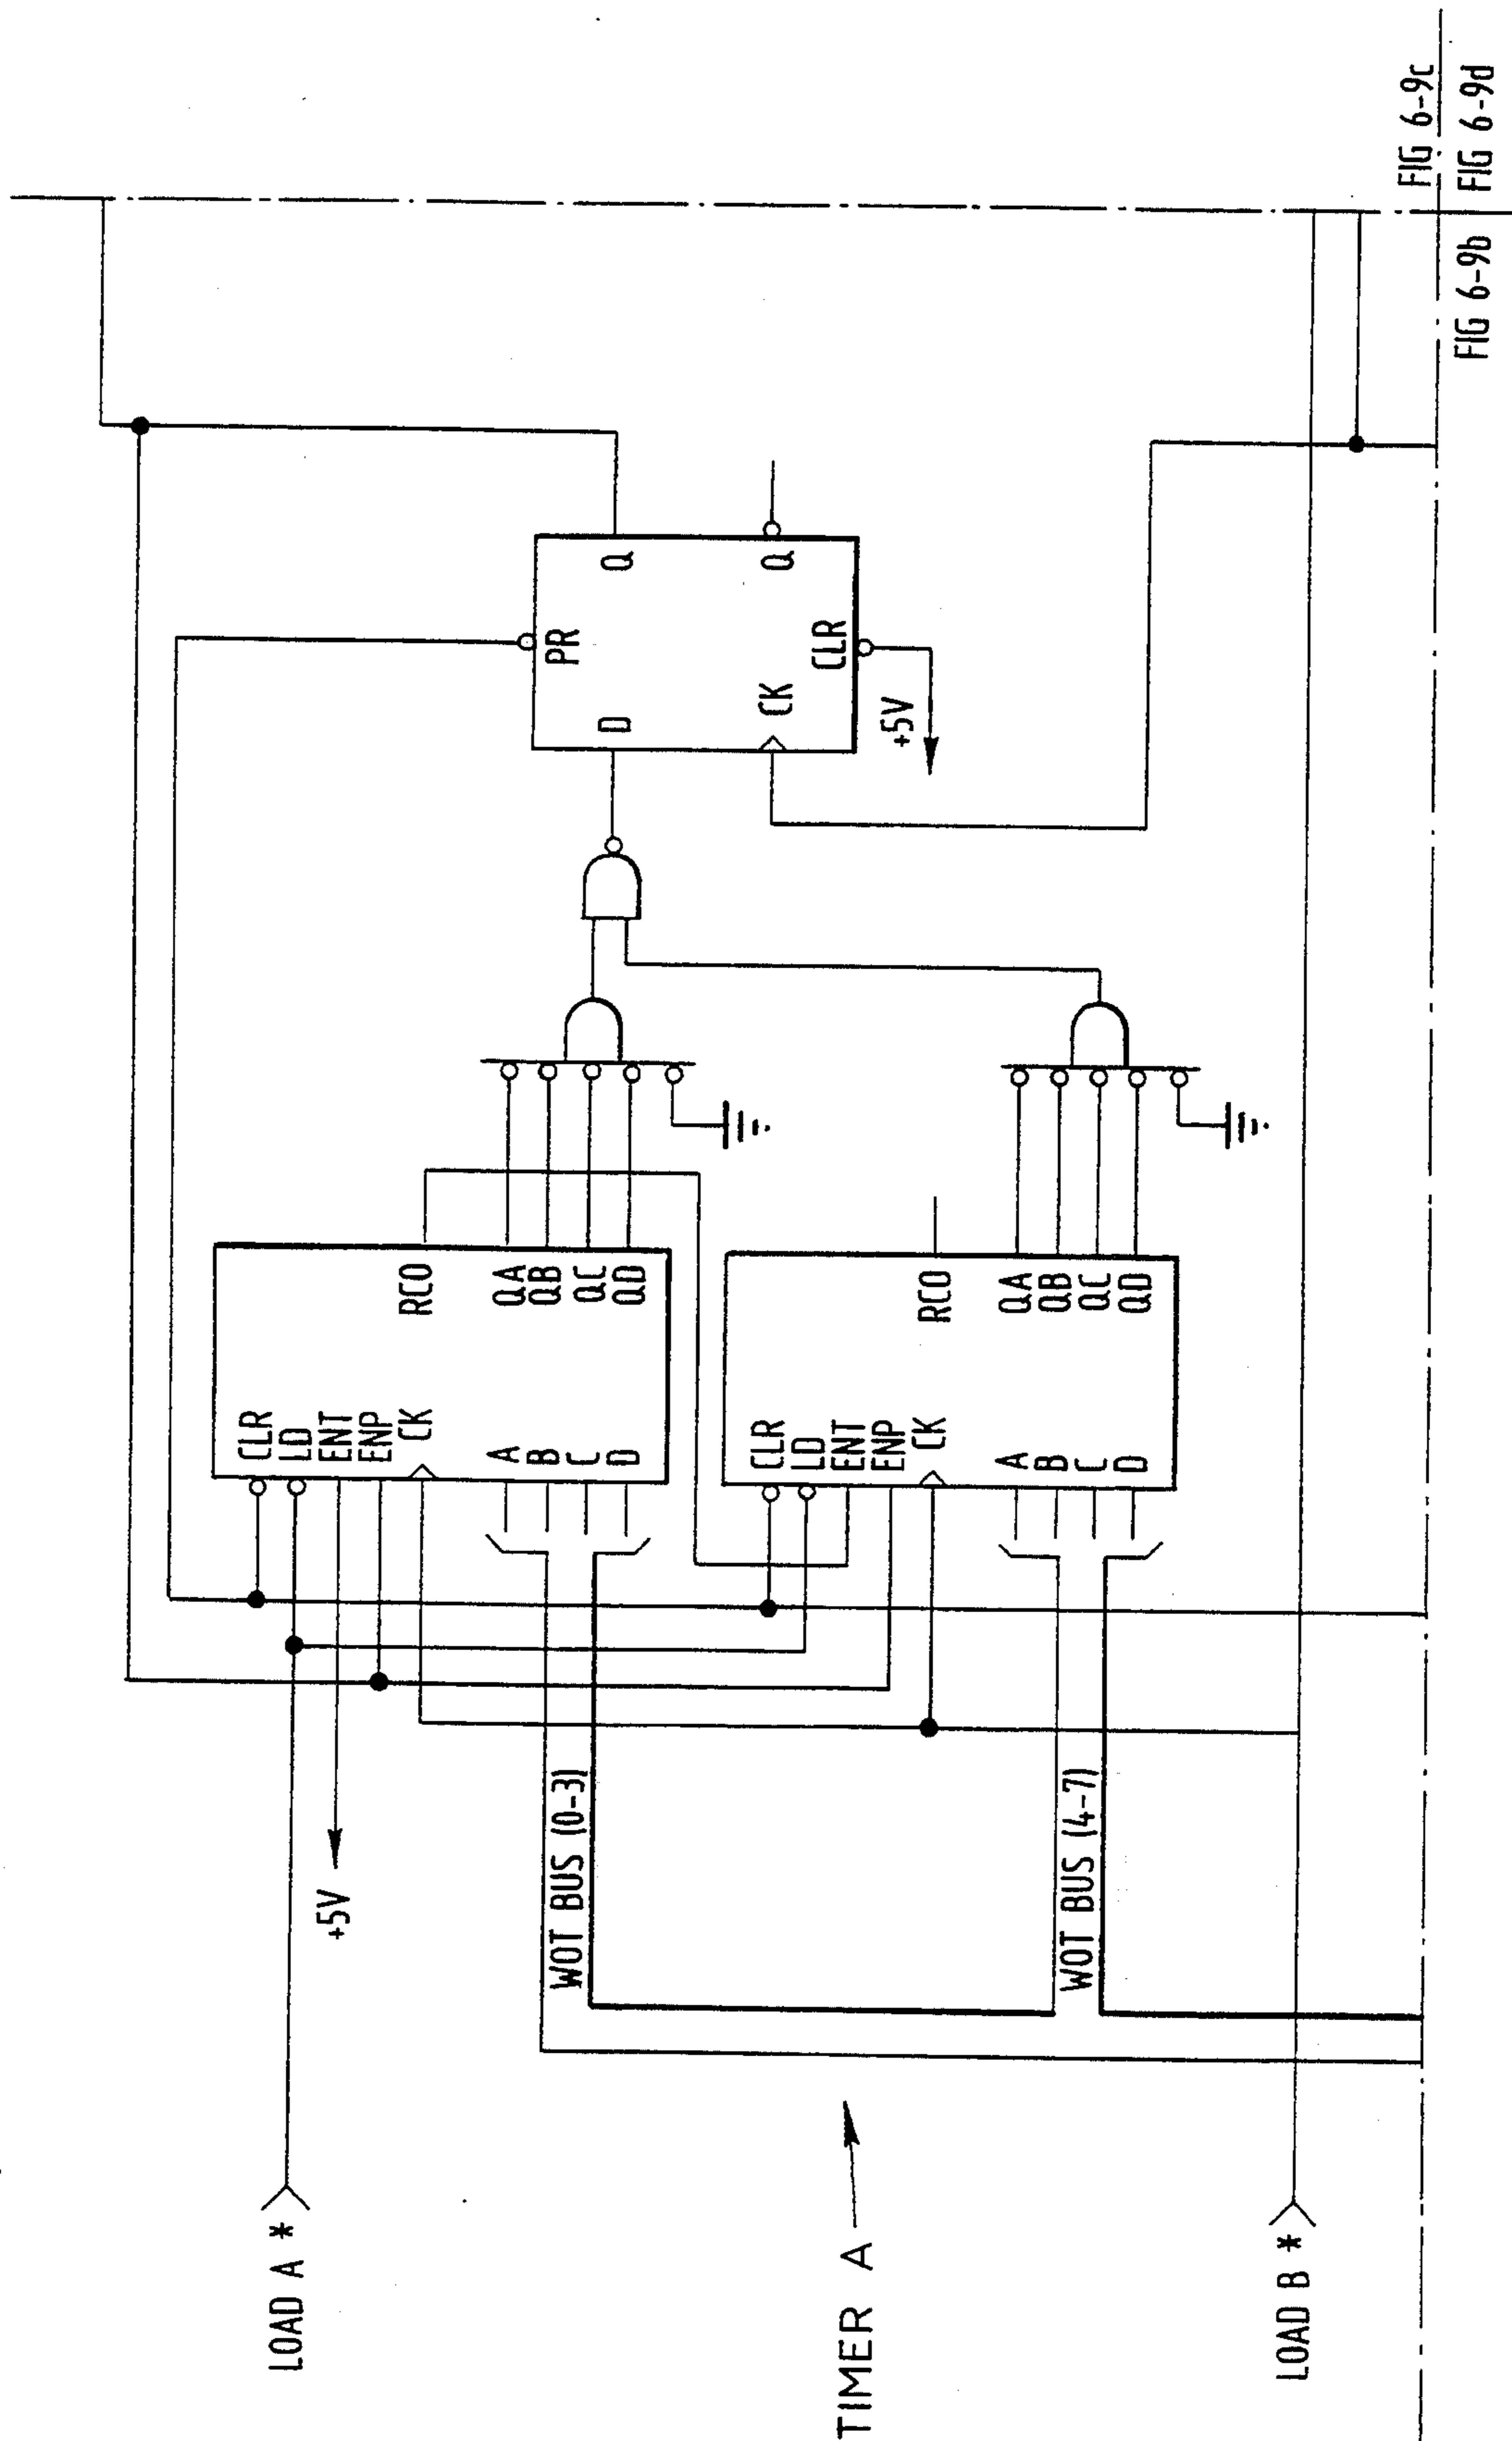 LOAD A *
+5V
CLR
LD
ENT
ENP
CK
A
B
C
D
RCO
QA
QB
QC
QD
WOT BUS (0-3)
TIMER A
CLR
LD
ENT
ENP
CK
A
B
C
D
RCO
QA
QB
QC
QD
WOT BUS (4-7)
D
PR
Q
CK
CLR
Q
+5V
LOAD B *
FIG 6-9c
FIG 6-9b
FIG 6-9d